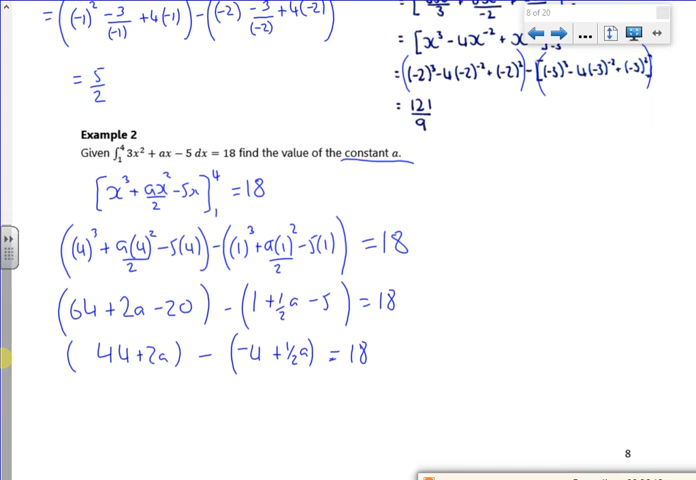 = ((-1)² - 3/(-1) + 4(-1)) - ((-2) - 3/(-2) + 4(-2))
= 5/2
3 -2
= [x³ - 4x⁻² + x
-3
= ((-2)³ - 4(-2)⁻² + (-2)²) - [(-3)³ - 4(-3)⁻² + (-3)²]
= 121/9
8 of 20
...
Example 2
Given ∫₁⁴ 3x² + ax − 5 dx = 18 find the value of the constant a.
[x³ + ax²/2 - 5x]₁⁴ = 18
((4)³ + a(4)²/2 - 5(4)) - ((1)³ + a(1)²/2 - 5(1)) = 18
(64 + 2a - 20) - (1 + 1/2 a - 5) = 18
(44 + 2a) - (-4 + 1/2 a) = 18
8